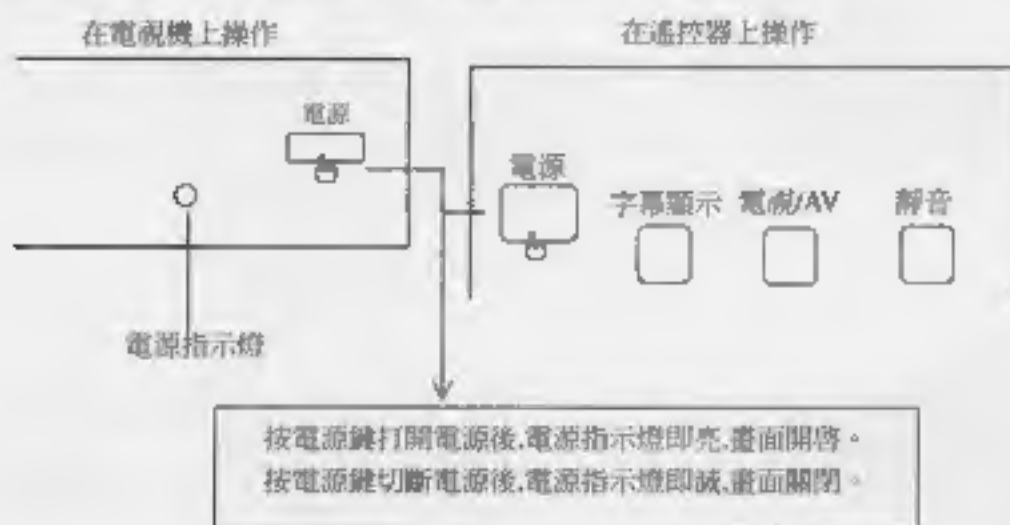 在電視機上操作
在遙控器上操作
電源
電源
字幕顯示
電視/AV
靜音
電源指示燈
按電源鍵打開電源後,電源指示燈即亮,畫面開啓。
按電源鍵切斷電源後,電源指示燈即滅,畫面關閉。